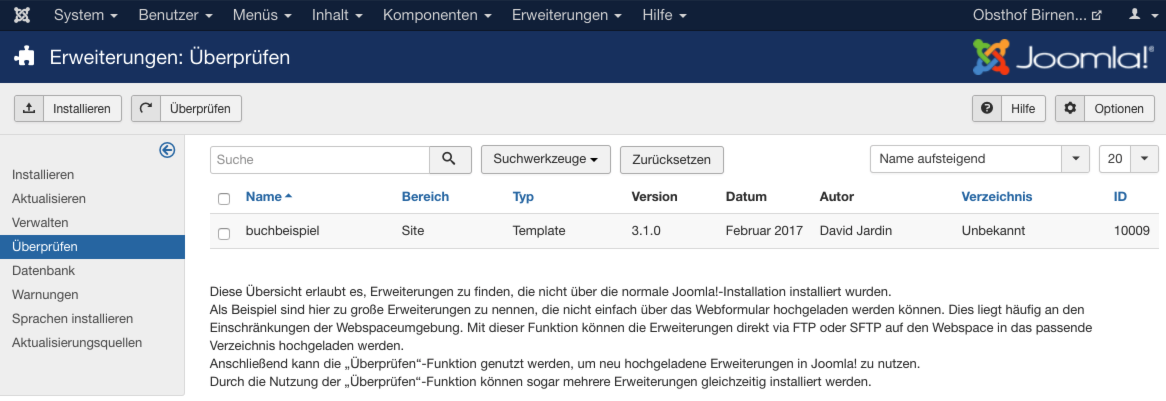 System Benutzer Menüs Inhalt Komponenten Erweiterungen Hilfe Obsthof Birnen...
Erweiterungen: Überprüfen Joomla!®
Installieren Überprüfen Hilfe Optionen
Suche Suchwerkzeuge Zurücksetzen Name aufsteigend 20
Installieren
Aktualisieren
Verwalten
Überprüfen
Datenbank
Warnungen
Sprachen installieren
Aktualisierungsquellen
Name Bereich Typ Version Datum Autor Verzeichnis ID
buchbeispiel Site Template 3.1.0 Februar 2017 David Jardin Unbekannt 10009
Diese Übersicht erlaubt es, Erweiterungen zu finden, die nicht über die normale Joomla!-Installation installiert wurden.
Als Beispiel sind hier zu große Erweiterungen zu nennen, die nicht einfach über das Webformular hochgeladen werden können. Dies liegt häufig an den
Einschränkungen der Webspaceumgebung. Mit dieser Funktion können die Erweiterungen direkt via FTP oder SFTP auf den Webspace in das passende
Verzeichnis hochgeladen werden.
Anschließend kann die „Überprüfen“-Funktion genutzt werden, um neu hochgeladene Erweiterungen in Joomla! zu nutzen.
Durch die Nutzung der „Überprüfen“-Funktion können sogar mehrere Erweiterungen gleichzeitig installiert werden.